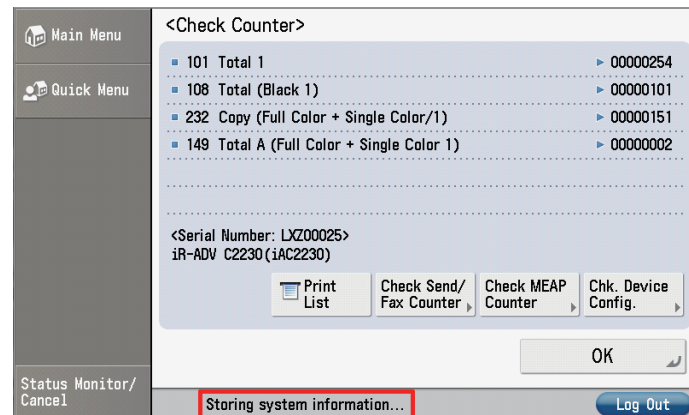 Main Menu
Quick Menu
Status Monitor/
Cancel
<Check Counter>
101 Total 1 00000254
108 Total (Black 1) 00000101
232 Copy (Full Color + Single Color/1) 00000151
149 Total A (Full Color + Single Color 1) 00000002
<Serial Number: LXZ00025>
iR-ADV C2230(iAC2230)
Print
List
Check Send/
Fax Counter
Check MEAP
Counter
Chk. Device
Config.
OK
Storing system information...
Log Out